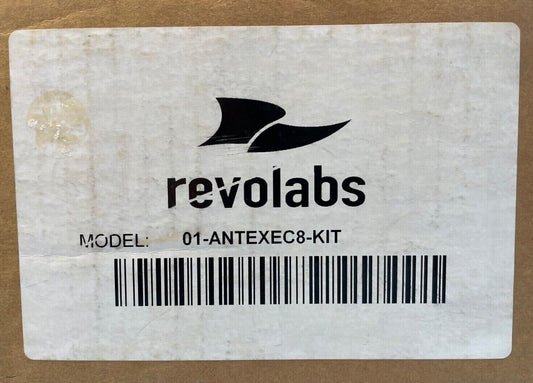 revolabs
MODEL: 01-ANTEXEC8-KIT